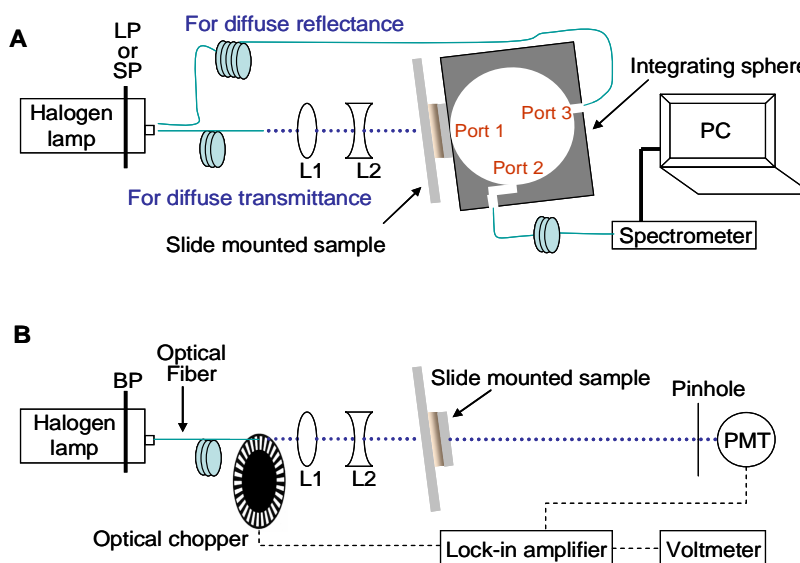 A
LP
or
SP
For diffuse reflectance
Integrating sphere
Halogen
lamp
Port 1
Port 3
Port 2
PC
L1
L2
For diffuse transmittance
Slide mounted sample
Spectrometer
B
Optical
Fiber
BP
Slide mounted sample
Pinhole
Halogen
lamp
PMT
L1
L2
Optical chopper
Lock-in amplifier
Voltmeter